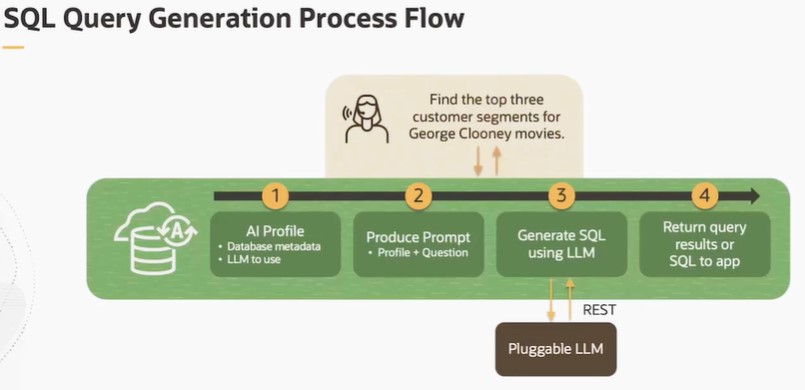 SQL Query Generation Process Flow
Find the top three
customer segments for
George Clooney movies.
1
2
3
4
A
AI Profile
• Database metadata
• LLM to use
Produce Prompt
• Profile + Question
Generate SQL
using LLM
Return query
results or
SQL to app
REST
Pluggable LLM